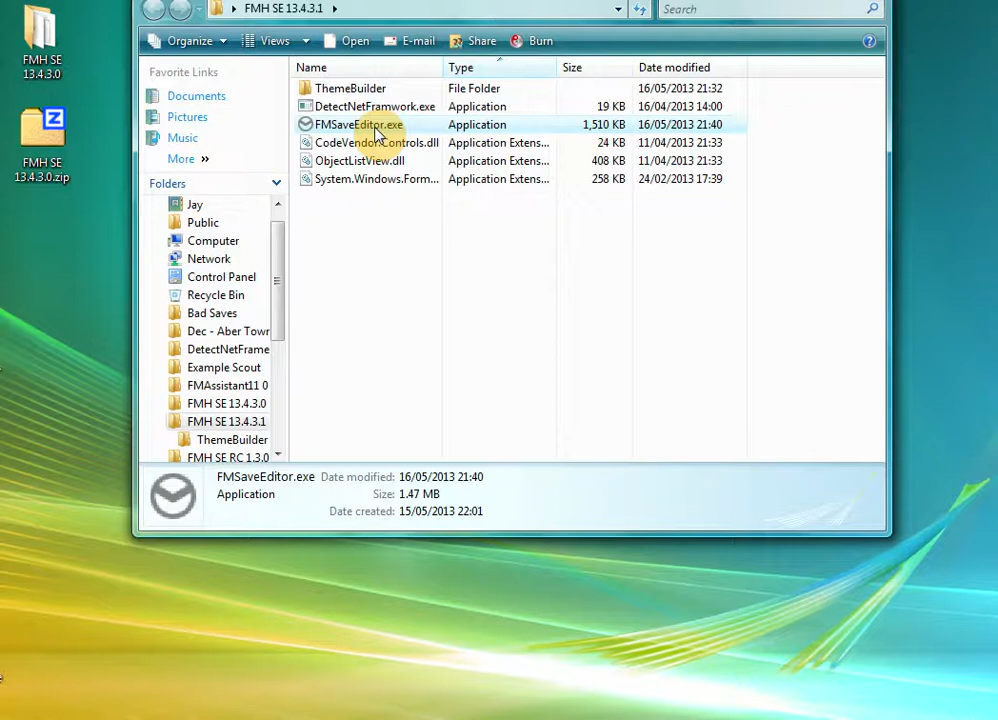 FMH SE 13.4.3.1
Search
Organize Views Open E-mail Share Burn
Favorite Links
Documents
Pictures
Music
More »
Folders
Jay
Public
Computer
Network
Control Panel
Recycle Bin
Bad Saves
Dec - Aber Towr
DetectNetFrame
Example Scout
FMAssistant11 0
FMH SE 13.4.3.0
FMH SE 13.4.3.1
ThemeBuilder
FMH SE RC 1.3.0
Name Type Size Date modified
ThemeBuilder File Folder 16/05/2013 21:32
DetectNetFramwork.exe Application 19 KB 16/04/2013 14:00
FMSaveEditor.exe Application 1,510 KB 16/05/2013 21:40
CodeVendor.Controls.dll Application Extens... 24 KB 11/04/2013 21:33
ObjectListView.dll Application Extens... 408 KB 11/04/2013 21:33
System.Windows.Form... Application Extens... 258 KB 24/02/2013 17:39
FMSaveEditor.exe Date modified: 16/05/2013 21:40
Application Size: 1.47 MB
Date created: 15/05/2013 22:01
FMH SE
13.4.3.0
Z
FMH SE
13.4.3.0.zip